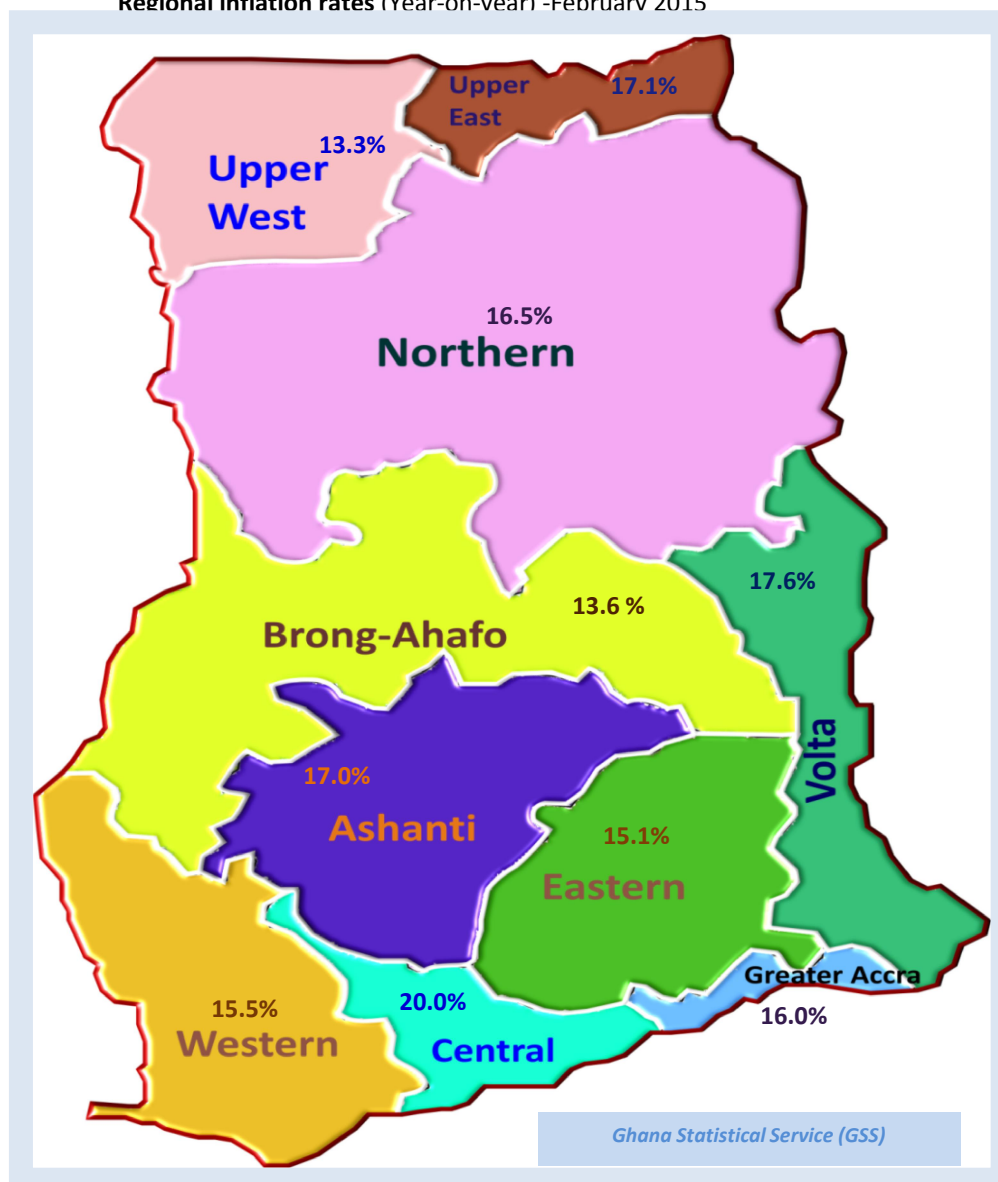 Regional inflation rates (Year-on-year) -February 2015
Upper
East
17.1%
13.3%
Upper
West
16.5%
Northern
17.6%
13.6 %
Brong-Ahafo
Volta
17.0%
Ashanti
15.1%
Eastern
Greater Accra
16.0%
20.0%
Central
15.5%
Western
Ghana Statistical Service (GSS)